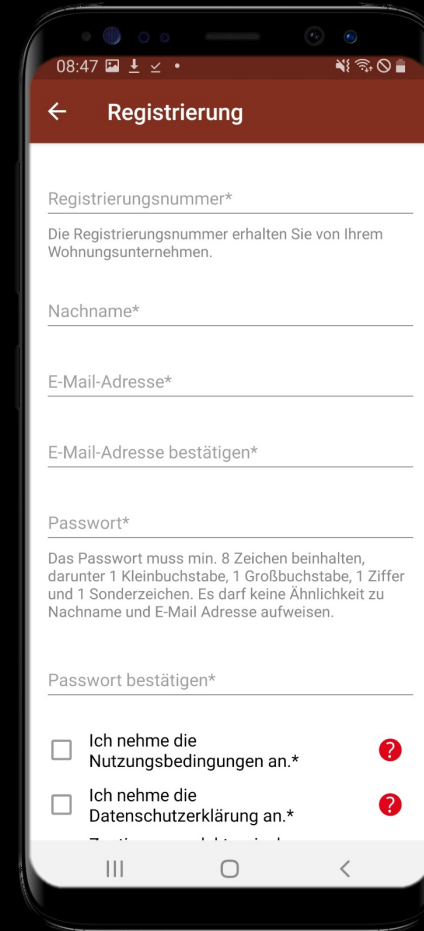 08:47
Registrierung
Registrierungsnummer*
Die Registrierungsnummer erhalten Sie von Ihrem
Wohnungsunternehmen.
Nachname*
E-Mail-Adresse*
E-Mail-Adresse bestätigen*
Passwort*
Das Passwort muss min. 8 Zeichen beinhalten,
darunter 1 Kleinbuchstabe, 1 Großbuchstabe, 1 Ziffer
und 1 Sonderzeichen. Es darf keine Ähnlichkeit zu
Nachname und E-Mail Adresse aufweisen.
Passwort bestätigen*
Ich nehme die
Nutzungsbedingungen an.*
?
Ich nehme die
Datenschutzerklärung an.*
?